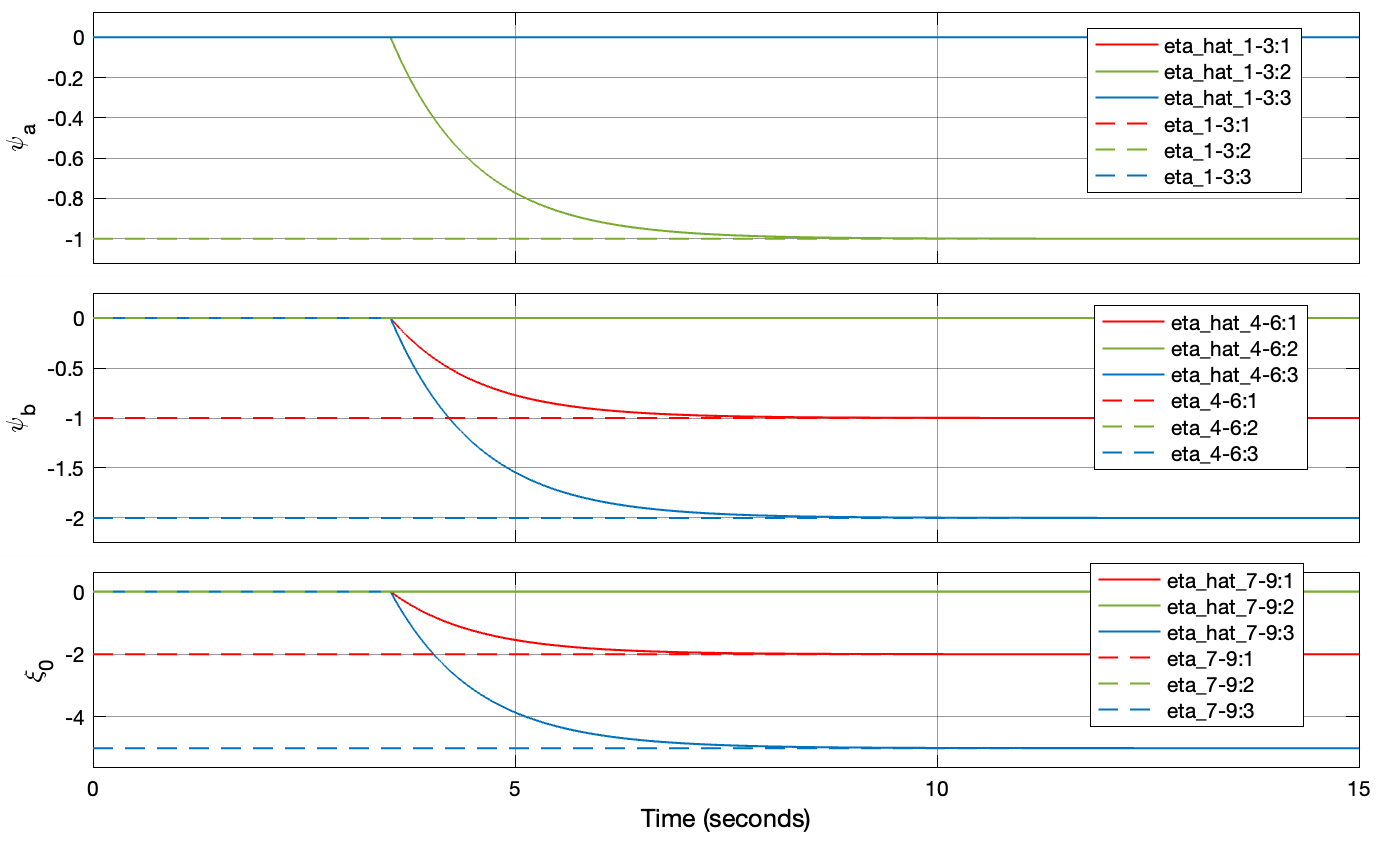 0
-0.2
-0.4
-0.6
-0.8
-1
ψa
eta_hat_1-3:1
eta_hat_1-3:2
eta_hat_1-3:3
eta_1-3:1
eta_1-3:2
eta_1-3:3
0
-0.5
-1
-1.5
-2
ψb
eta_hat_4-6:1
eta_hat_4-6:2
eta_hat_4-6:3
eta_4-6:1
eta_4-6:2
eta_4-6:3
0
-2
-4
ξ0
eta_hat_7-9:1
eta_hat_7-9:2
eta_hat_7-9:3
eta_7-9:1
eta_7-9:2
eta_7-9:3
0 5 10 15
Time (seconds)